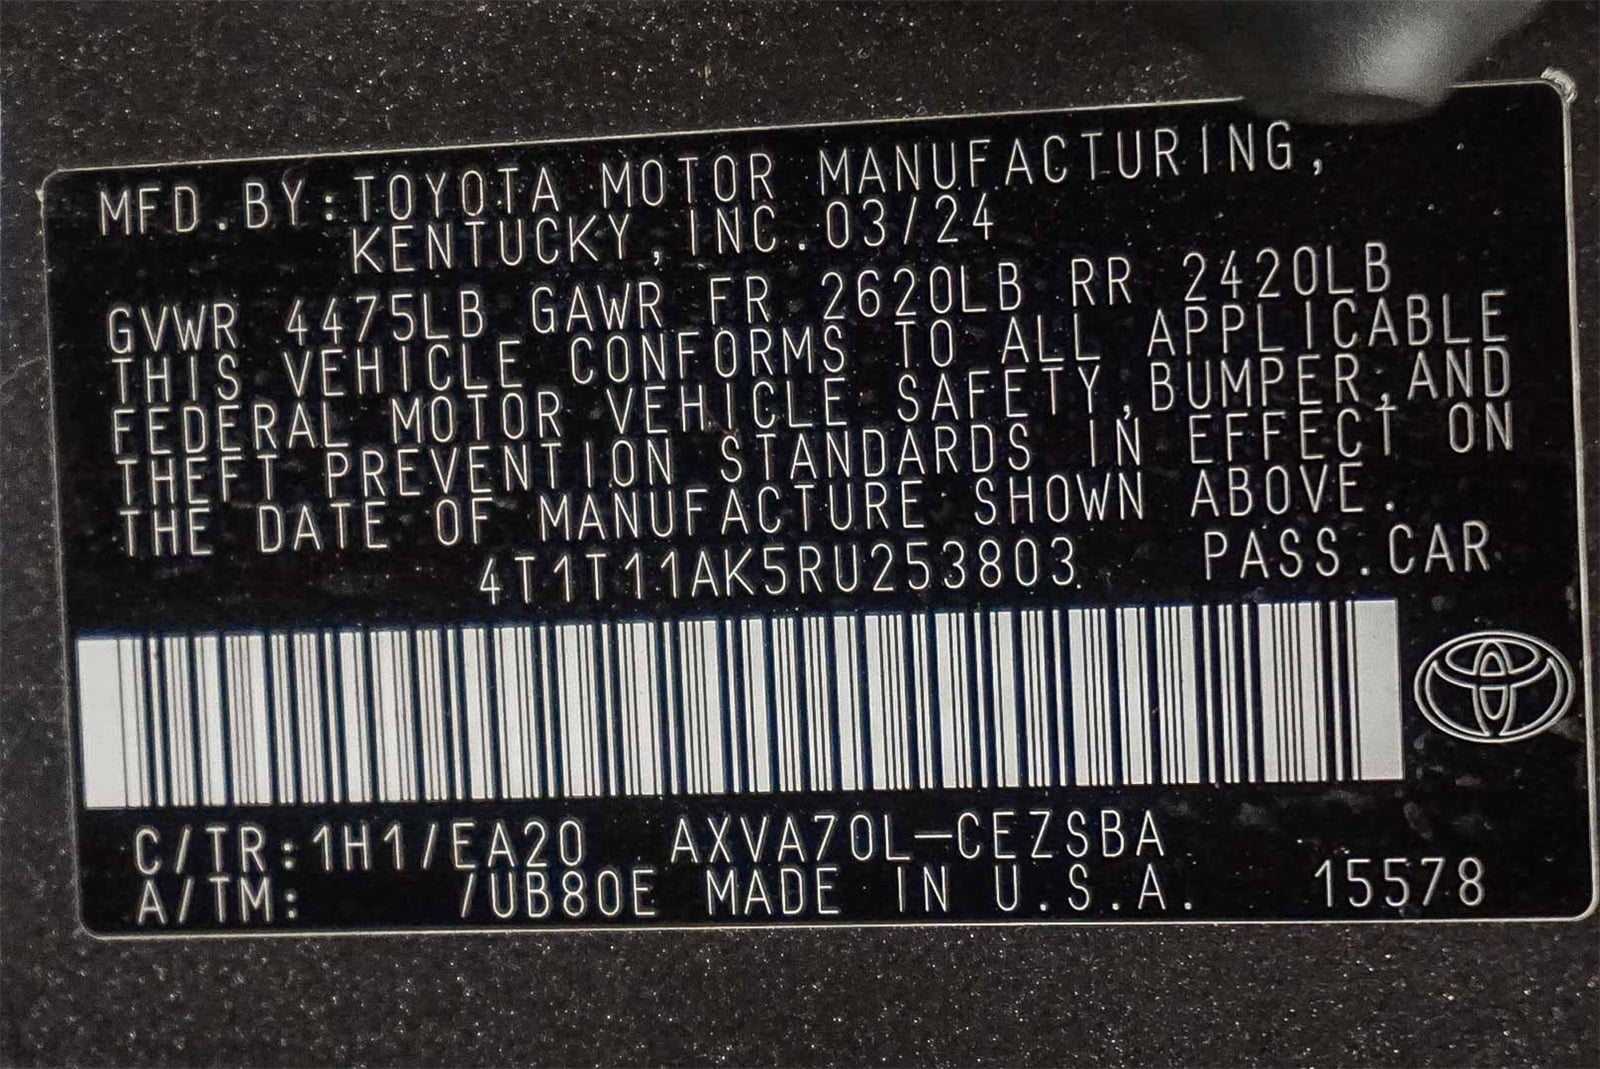 MFD.BY:TOYOTA MOTOR MANUFACTURING,
KENTUCKY,INC.03/24
GVWR 4475LB GAWR FR 2620LB RR 2420LB
THIS VEHICLE CONFORMS TO ALL APPLICABLE
FEDERAL MOTOR VEHICLE SAFETY,BUMPER,AND
THEFT PREVENTION STANDARDS IN EFFECT ON
THE DATE OF MANUFACTURE SHOWN ABOVE.
4T1T11AK5RU253803 PASS.CAR
C/TR:1H1/EA20 AXVA70L-CEZSBA
A/TM: /UB80E MADE IN U.S.A. 15578